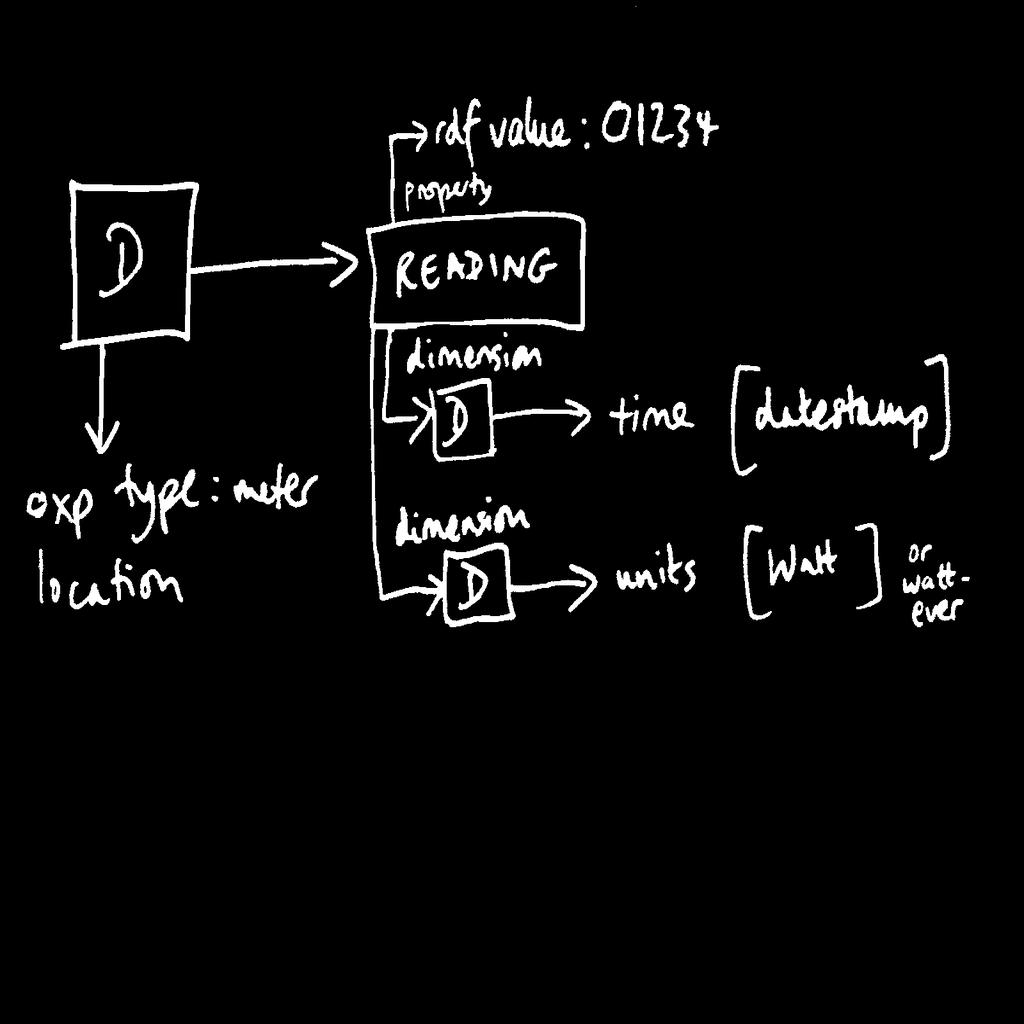 rdf value: 01234
property
D
READING
dimension
D
time
[datestamp]
oxp type: meter
location
dimension
D
units
[Watt]
or
watt-
ever